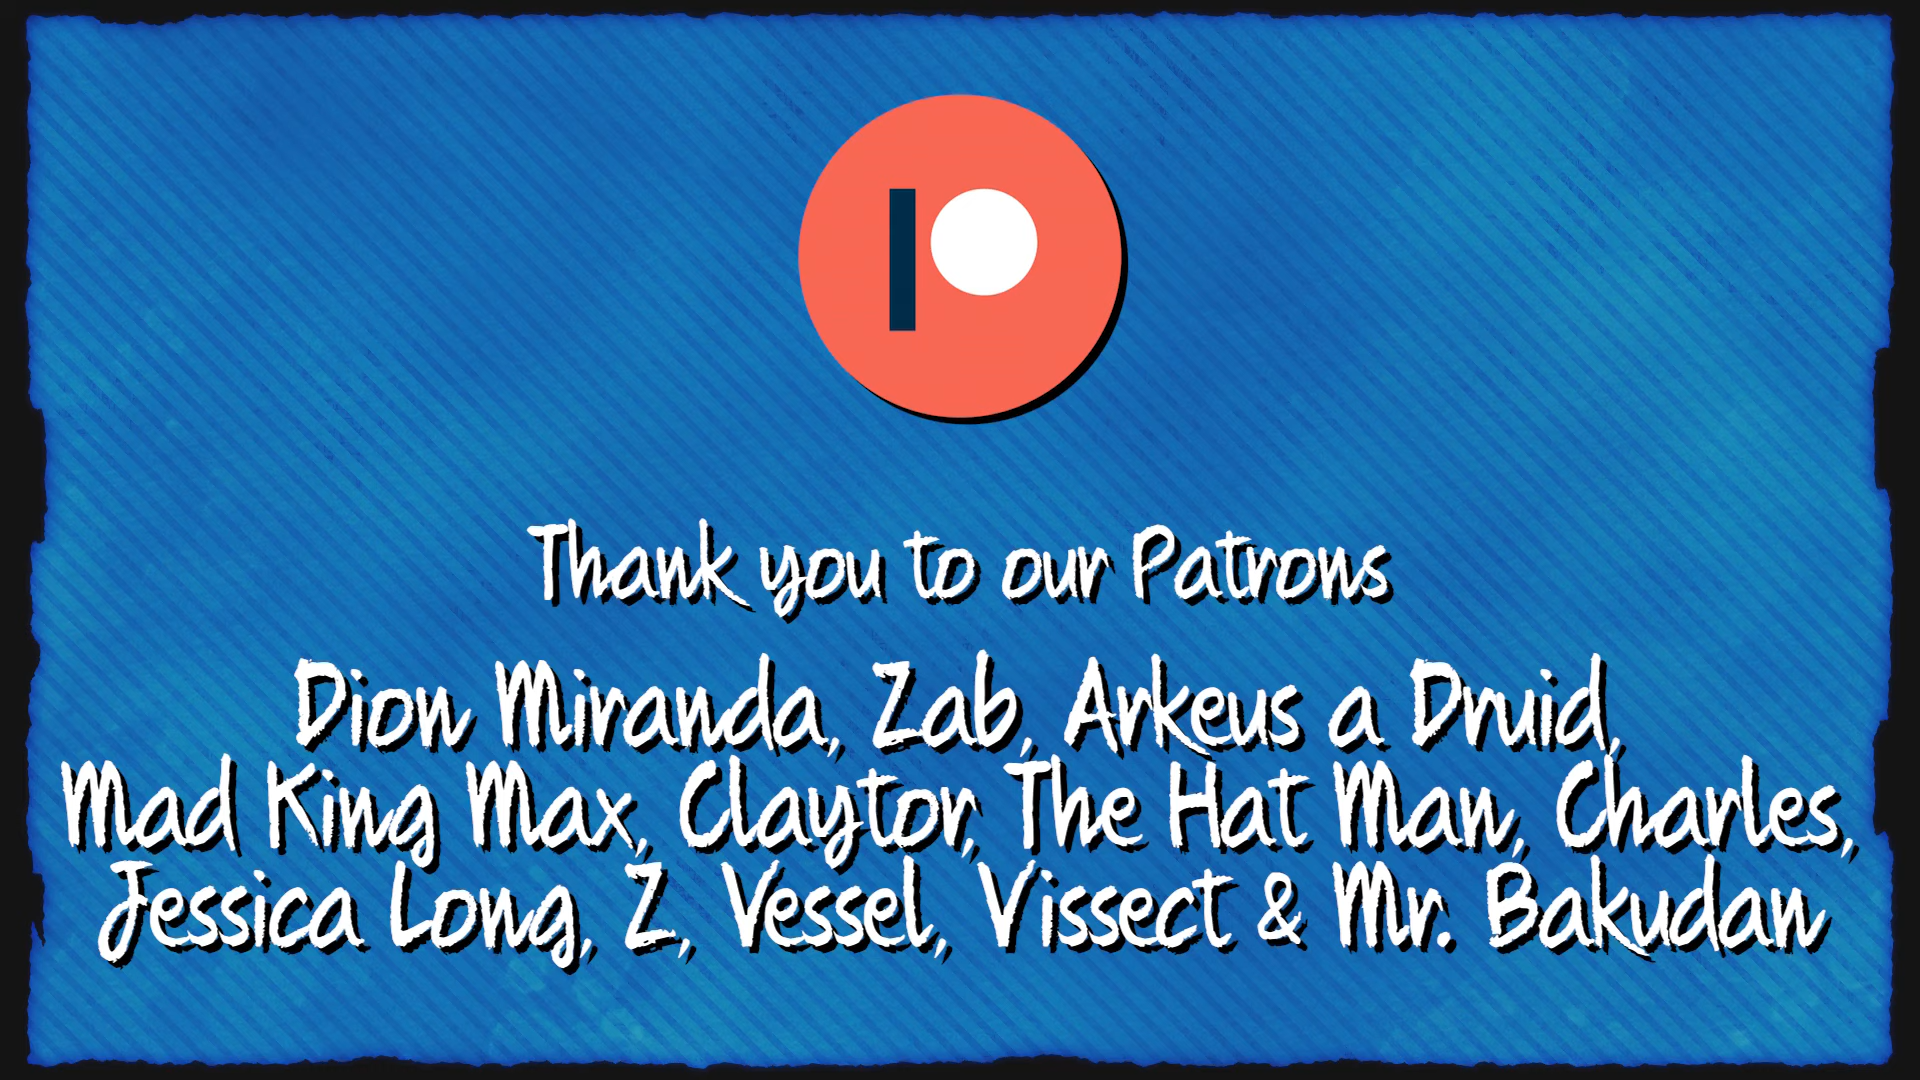 Thank you to our Patrons
Dion Miranda, Zab, Arkeus a Druid,
Mad King Max, Claytor, The Hat Man, Charles,
Jessica Long, Z, Vessel, Vissect & Mr. Bakudan